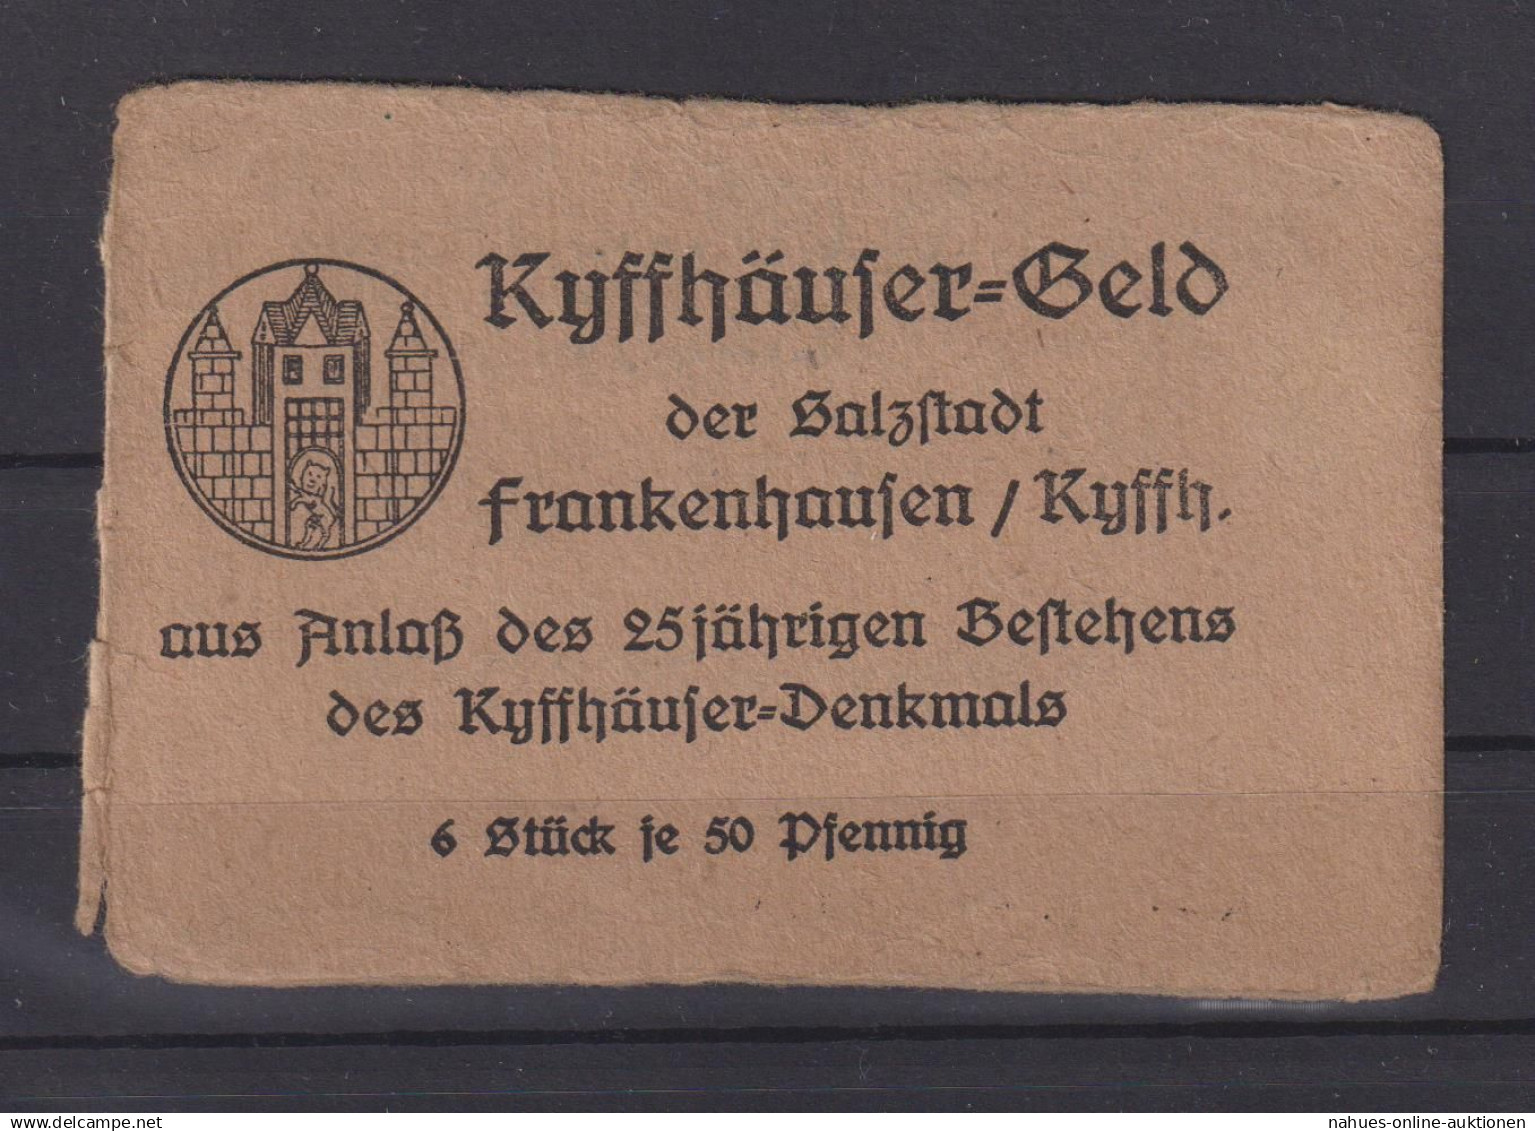 Kyffhäuser=Geld
der Salzstadt
Frankenhausen / Kyffh.
aus Anlaß des 25jährigen Bestehens
des Kyffhäuser=Denkmals
6 Stück je 50 Pfennig
delcampe.net
nahues-online-auktionen